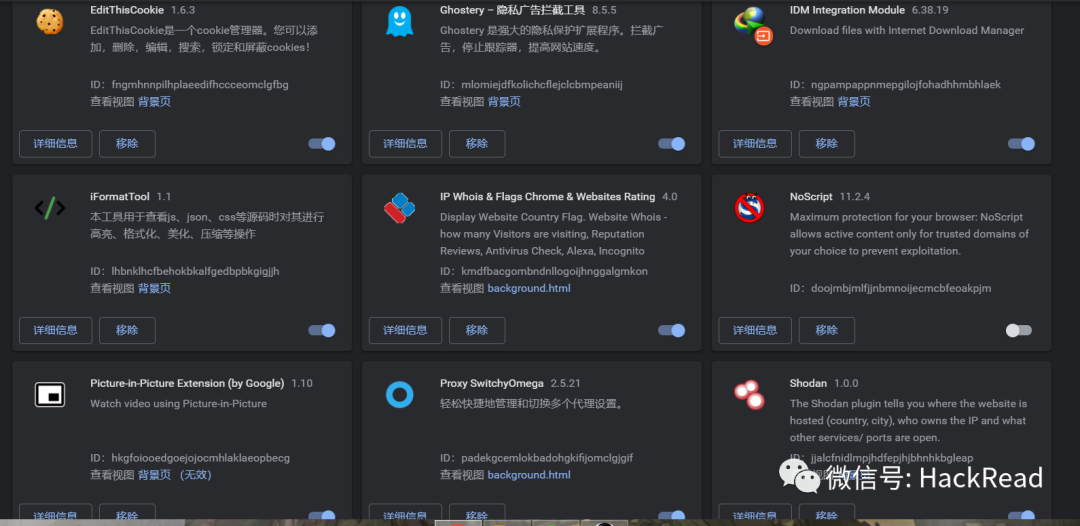 EditThisCookie 1.6.3
EditThisCookie是一个cookie管理器。您可以添
加，删除，编辑，搜索，锁定和屏蔽cookies！
ID：fngmhnnpilhplaeedifhccceomclgfbg
查看视图 背景页
详细信息 移除
Ghostery – 隐私广告拦截工具 8.5.5
Ghostery 是强大的隐私保护扩展程序。拦截广
告，停止跟踪器，提高网站速度。
ID：mlomiejdfkolichcflejclcbmpeaniij
查看视图 背景页
详细信息 移除
IDM Integration Module 6.38.19
Download files with Internet Download Manager
ID：ngpampappnmepgilojfohadhhmbhlaek
查看视图 背景页
详细信息 移除
iFormatTool 1.1
本工具用于查看js、json、css等源码时对其进行
高亮、格式化、美化、压缩等操作
ID：lhbnklhcfbehokbkalfgedbpbkgigjjh
查看视图 背景页
详细信息 移除
IP Whois & Flags Chrome & Websites Rating 4.0
Display Website Country Flag. Website Whois -
how many Visitors are visiting, Reputation
Reviews, Antivirus Check, Alexa, Incognito
ID：kmdfbacgombndnllogoijhnggalgmkon
查看视图 background.html
详细信息 移除
NoScript 11.2.4
Maximum protection for your browser: NoScript
allows active content only for trusted domains of
your choice to prevent exploitation.
ID：doojmbjmlfjjnbmnoijecmcbfeoakpjm
详细信息 移除
Picture-in-Picture Extension (by Google) 1.10
Watch video using Picture-in-Picture
ID：hkgfoiooedgoejojocmhlaklaeopbecg
查看视图 背景页 （无效）
详细信息 移除
Proxy SwitchyOmega 2.5.21
轻松快捷地管理和切换多个代理设置。
ID：padekgcemlokbadohgkifijomclgjgif
查看视图 background.html
详细信息 移除
Shodan 1.0.0
The Shodan plugin tells you where the website is
hosted (country, city), who owns the IP and what
other services/ ports are open.
ID：jjalcfnidlmpjhdfepjhjbhnhkbgleap
详细信息 移除
微信号: HackRead